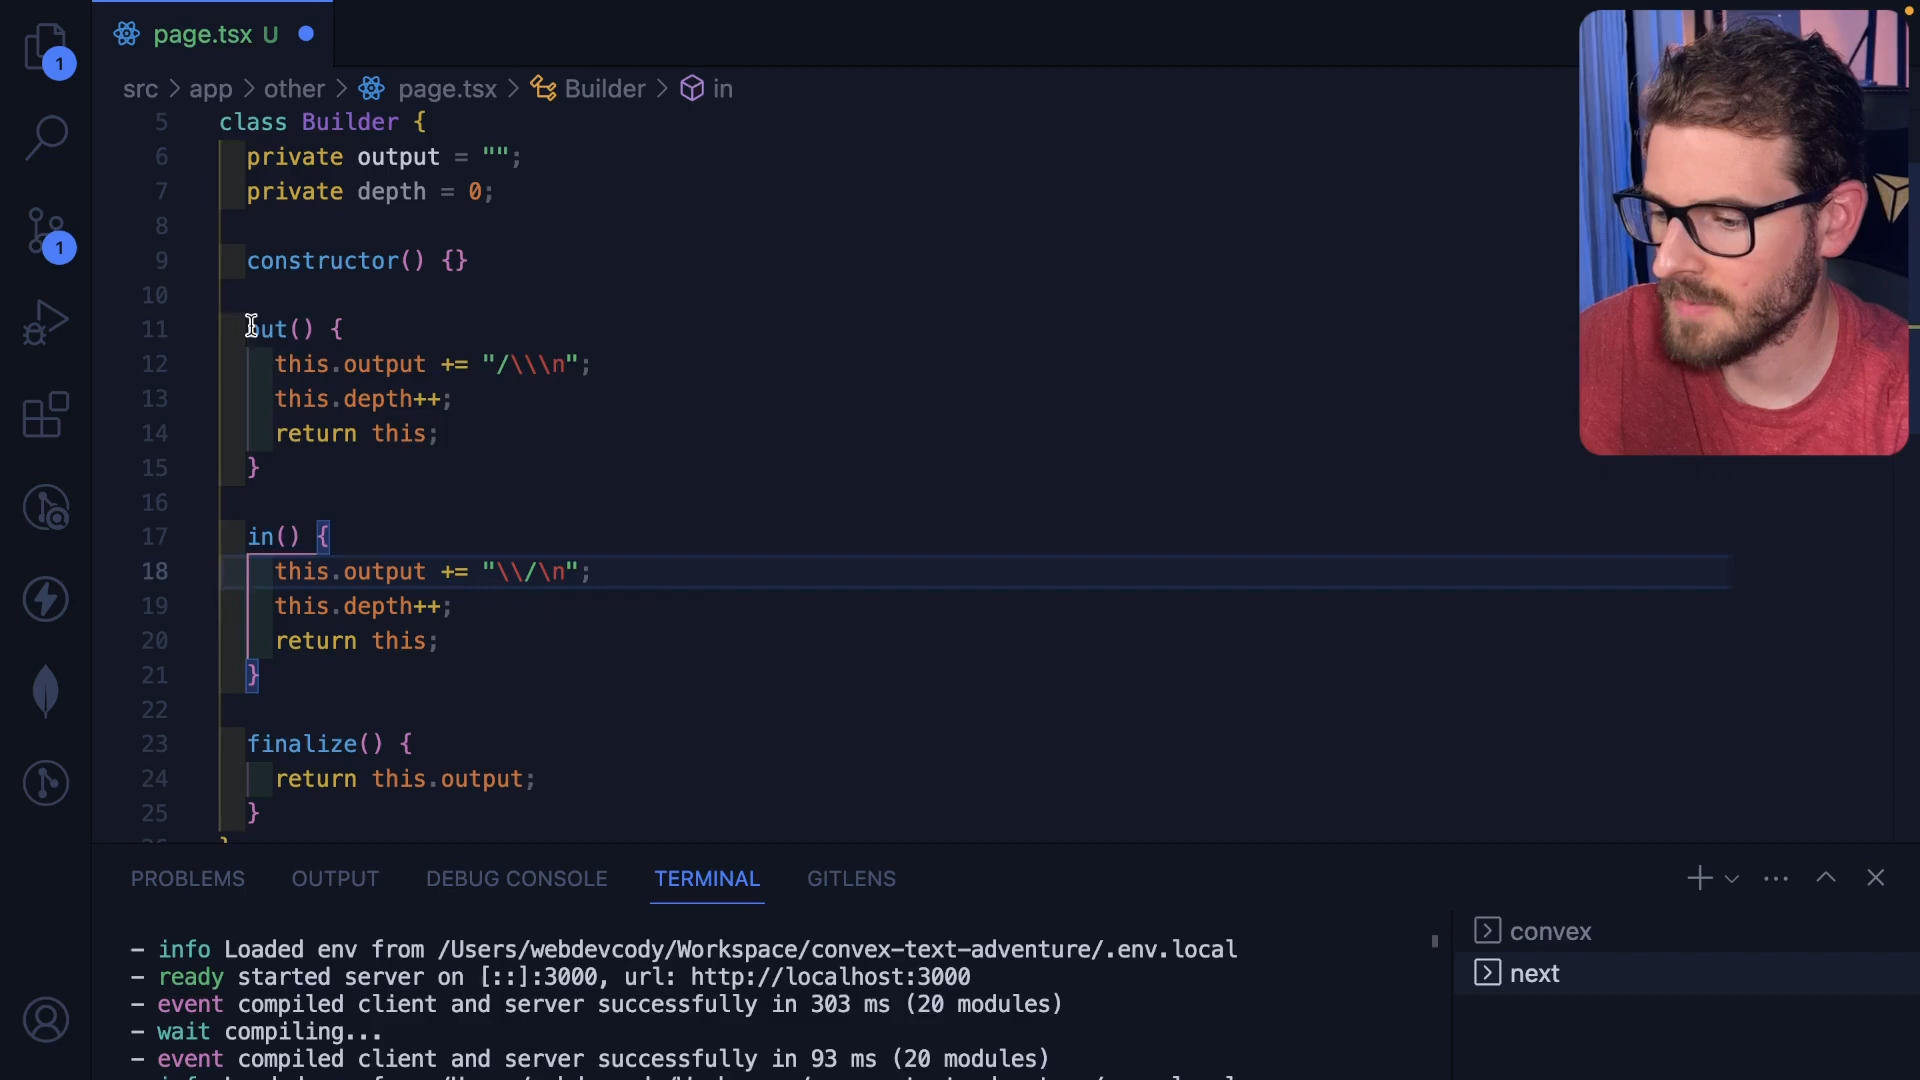 page.tsx U
src > app > other > page.tsx > Builder > in
1
1
5 class Builder {
6 private output = "";
7 private depth = 0;
8
9 constructor() {}
10
11 out() {
12 this.output += "/\\\n";
13 this.depth++;
14 return this;
15 }
16
17 in() {
18 this.output += "\\/\n";
19 this.depth++;
20 return this;
21 }
22
23 finalize() {
24 return this.output;
25 }
PROBLEMS OUTPUT DEBUG CONSOLE TERMINAL GITLENS
- info Loaded env from /Users/webdevcody/Workspace/convex-text-adventure/.env.local
- ready started server on [::]:3000, url: http://localhost:3000
- event compiled client and server successfully in 303 ms (20 modules)
- wait compiling...
- event compiled client and server successfully in 93 ms (20 modules)
convex
next